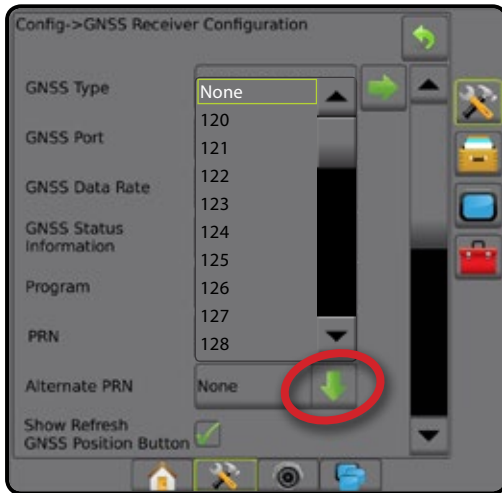 Config->GNSS Receiver Configuration
GNSS Type
None
120
GNSS Port
121
122
GNSS Data Rate
123
GNSS Status
Information
124
125
Program
126
127
PRN
128
Alternate PRN
None
Show Refresh
GNSS Position Button